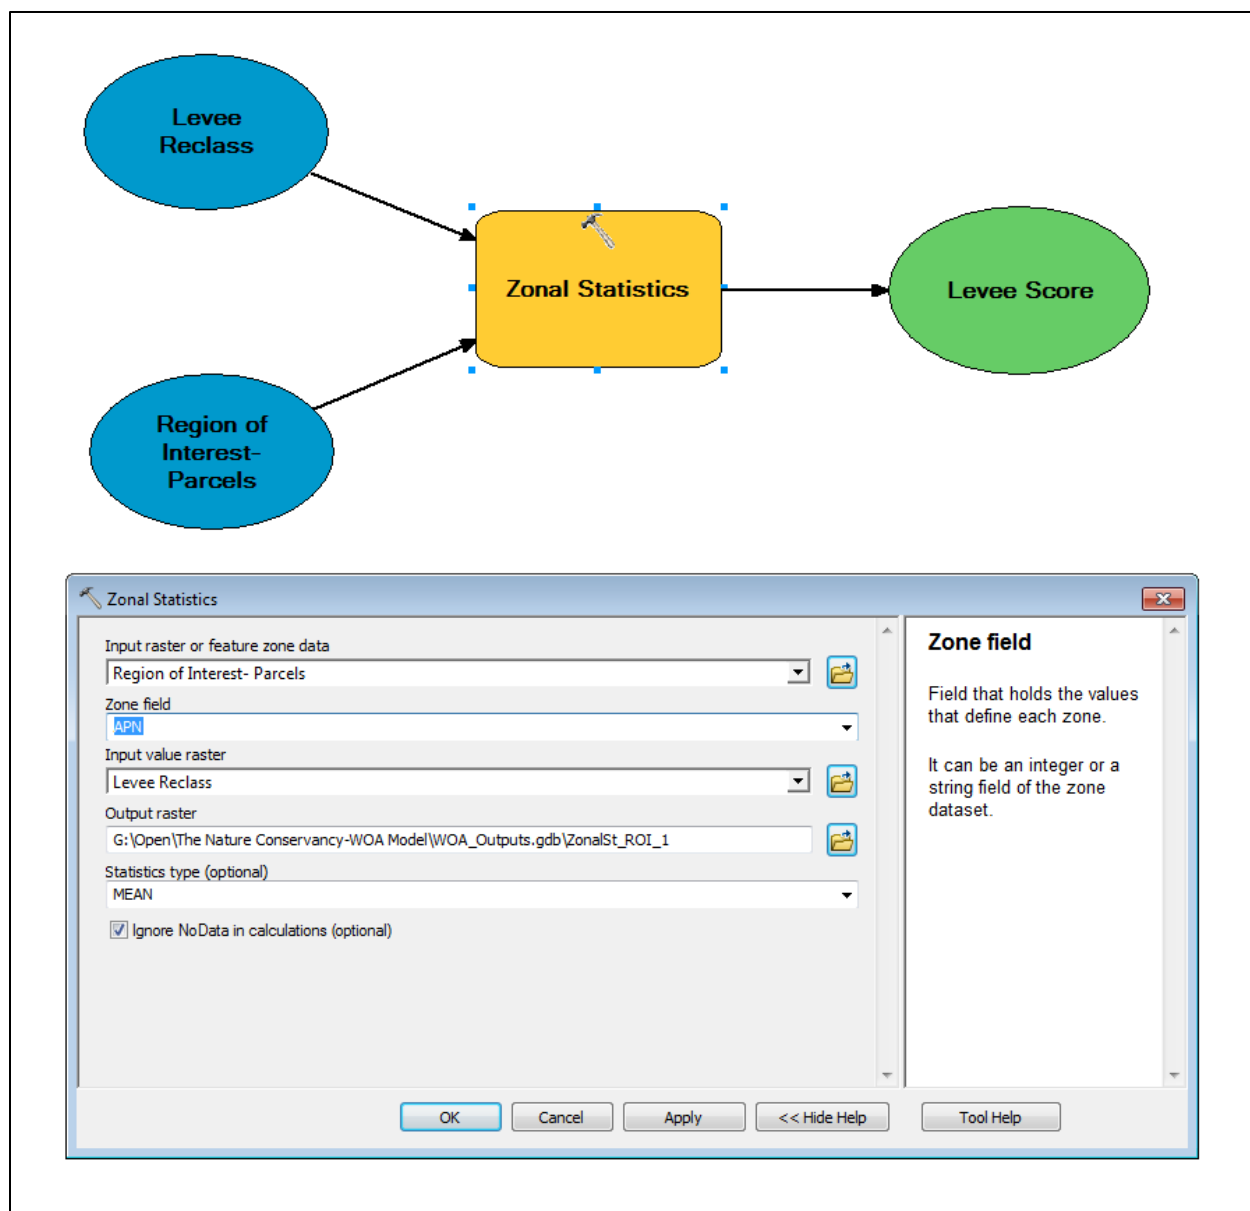 Levee
Reclass
Zonal Statistics
Levee Score
Region of
Interest-
Parcels
Zonal Statistics
Input raster or feature zone data
Region of Interest- Parcels
Zone field
APN
Input value raster
Levee Reclass
Output raster
G:\Open\The Nature Conservancy-WOA Model\WOA_Outputs.gdb\ZonalSt_ROI_1
Statistics type (optional)
MEAN
Ignore NoData in calculations (optional)
Zone field
Field that holds the values
that define each zone.
It can be an integer or a
string field of the zone
dataset.
OK
Cancel
Apply
<< Hide Help
Tool Help